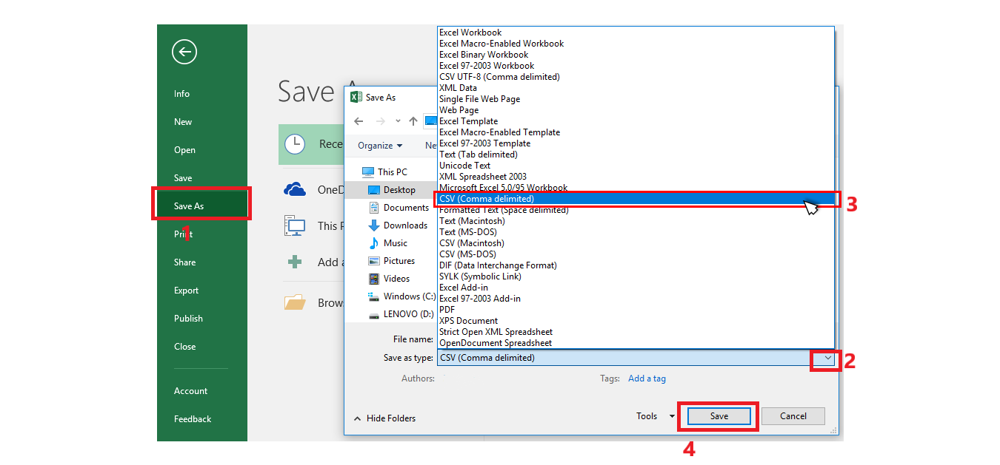 Info
New
Open
Save
Save As
1
Print
Share
Export
Publish
Close
Account
Feedback
Save
Rece
OneD
This
Add a
Brow
Save As
Organize
Ne
This PC
Desktop
Documents
Downloads
Music
Pictures
Videos
Windows (C:)
LENOVO (D:)
Excel Workbook
Excel Macro-Enabled Workbook
Excel Binary Workbook
Excel 97-2003 Workbook
CSV UTF-8 (Comma delimited)
XML Data
Single File Web Page
Web Page
Excel Template
Excel Macro-Enabled Template
Excel 97-2003 Template
Text (Tab delimited)
Unicode Text
XML Spreadsheet 2003
Microsoft Excel 5.0/95 Workbook
CSV (Comma delimited)
3
Formatted Text (Space delimited)
Text (Macintosh)
Text (MS-DOS)
CSV (Macintosh)
CSV (MS-DOS)
DIF (Data Interchange Format)
SYLK (Symbolic Link)
Excel Add-in
Excel 97-2003 Add-in
PDF
XPS Document
Strict Open XML Spreadsheet
OpenDocument Spreadsheet
File name:
Save as type: CSV (Comma delimited)
2
Authors:
Tags: Add a tag
Hide Folders
Tools
Save
Cancel
4